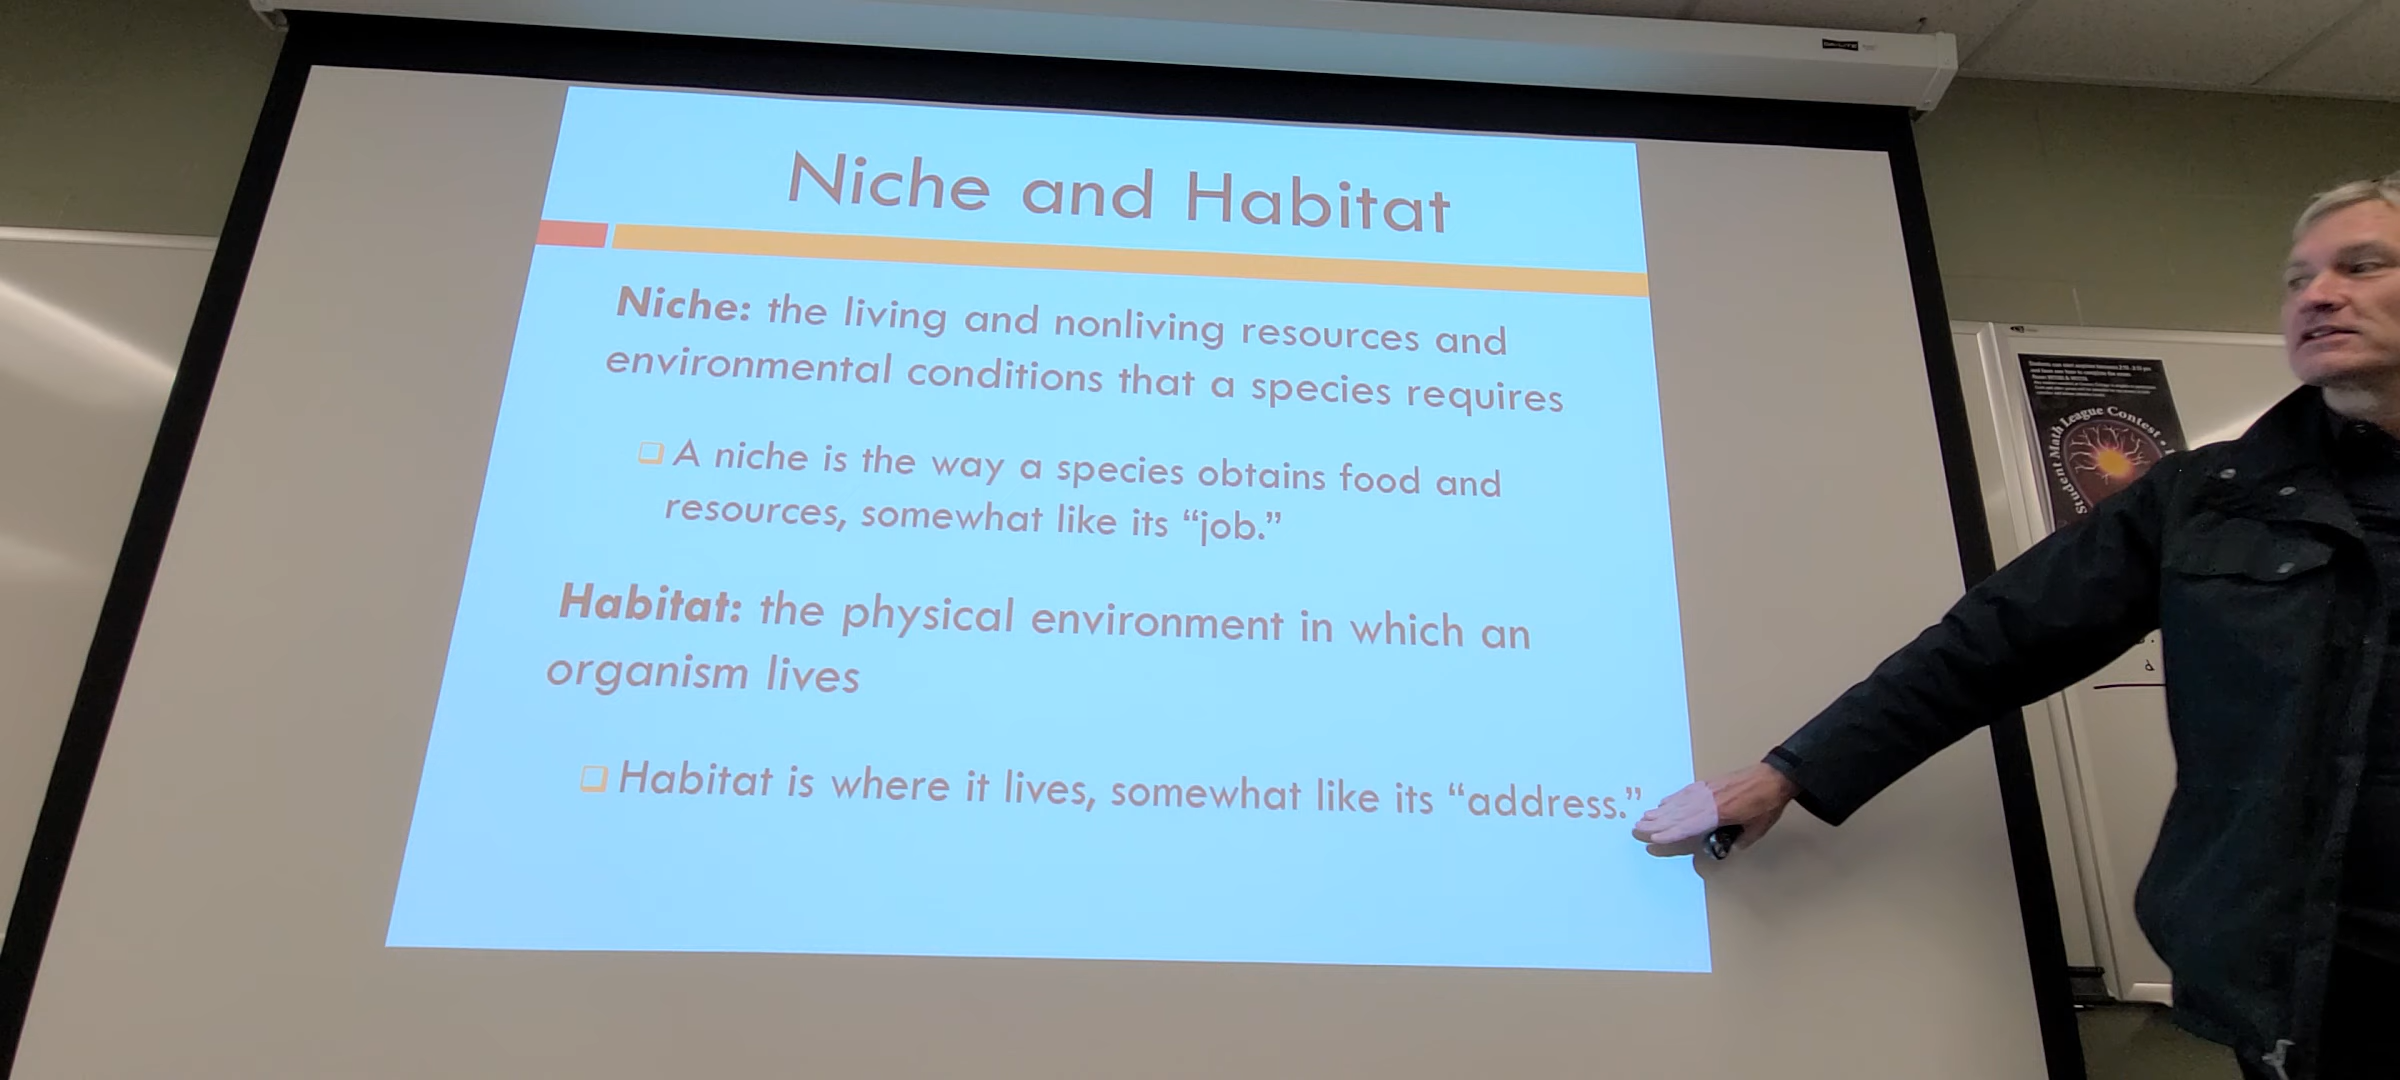 Niche and Habitat
Niche: the living and nonliving resources and
environmental conditions that a species requires
A niche is the way a species obtains food and
resources, somewhat like its “job.”
Habitat: the physical environment in which an
organism lives
Habitat is where it lives, somewhat like its “address.”
Student Math League Contest